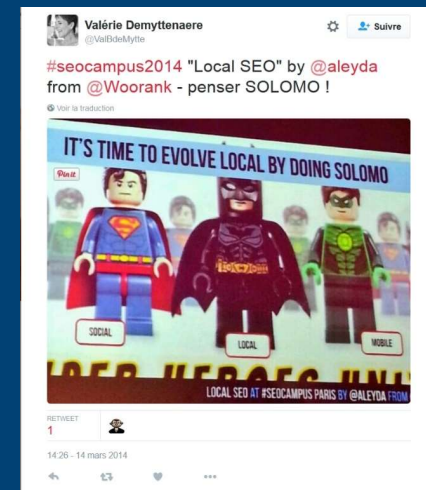 Valérie Demyttenaere
@ValBdeMytte
Suivre
#seocampus2014 "Local SEO" by @aleyda
from @Woorank - penser SOLOMO !
Voir la traduction
IT'S TIME TO EVOLVE LOCAL BY DOING SOLOMO
Pin it
SOCIAL
LOCAL
MOBILE
LOCAL SEO AT #SEOCAMPUS PARIS BY @ALEYDA FROM
RETWEET
1
14:26 - 14 mars 2014